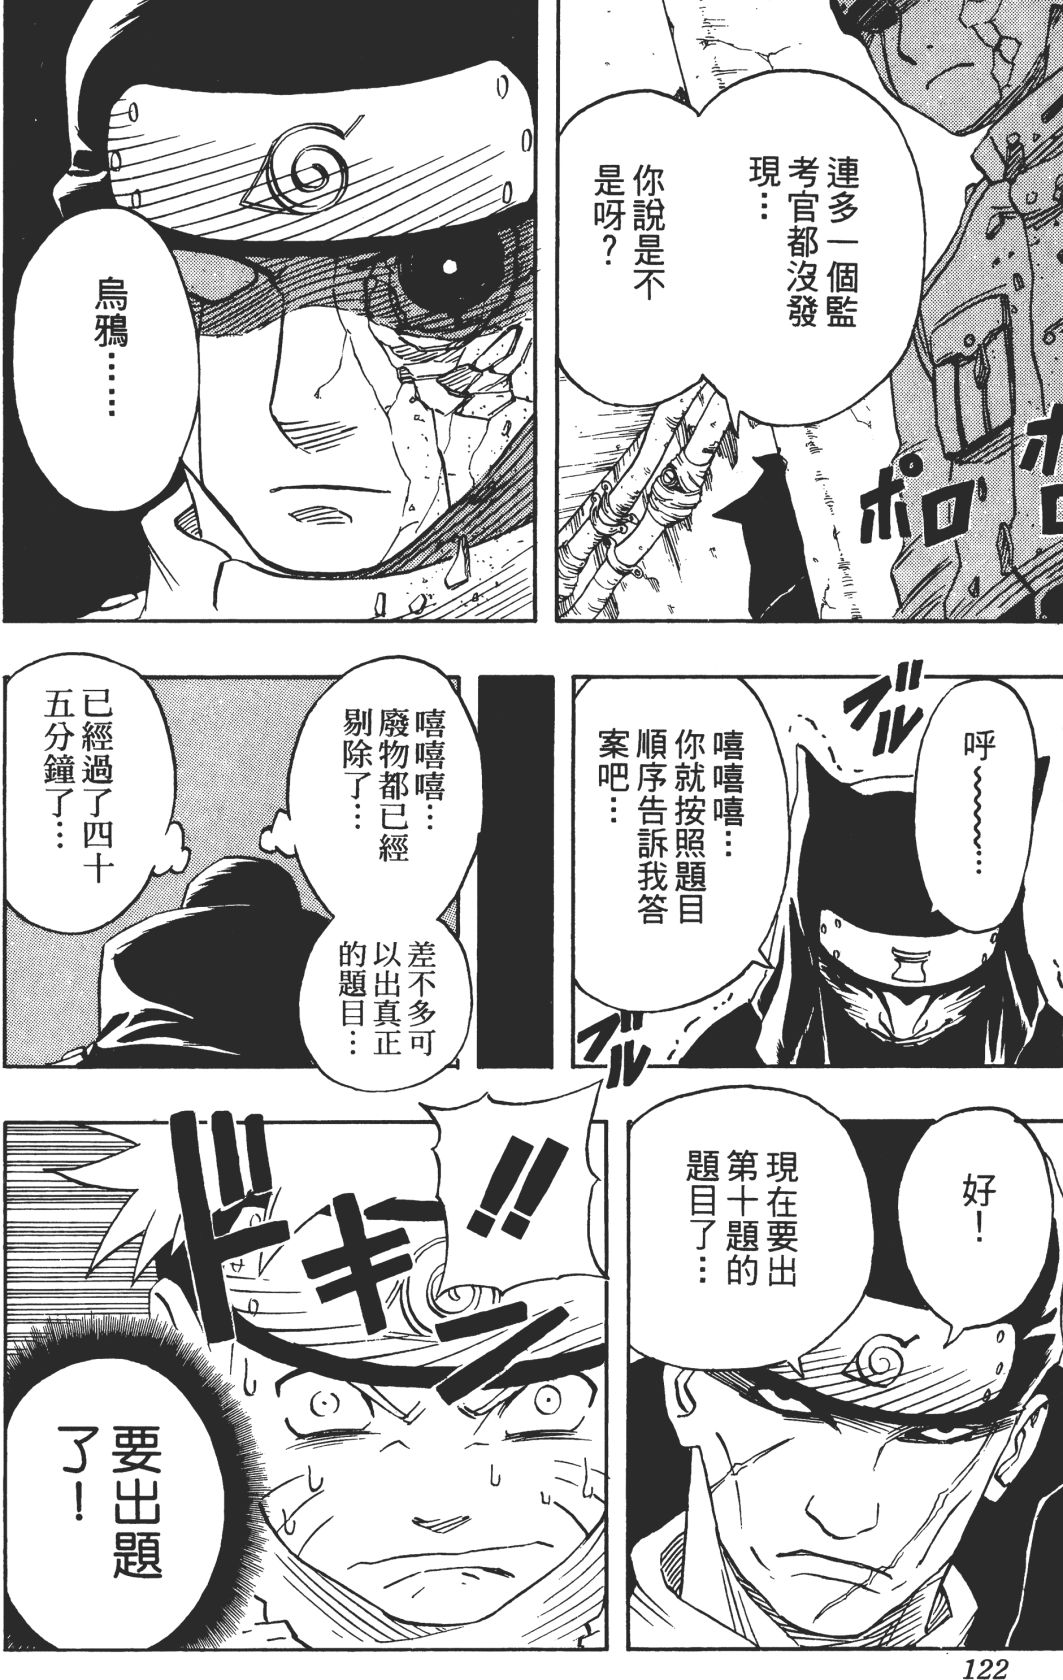 連多一個監
考官都沒發
現…
你說是不
是呀？
ポロ
ポロ
烏鴉……
呼～～～～…
ブル
ブル
嘻嘻嘻…
你就按照題目
順序告訴我答
案吧…
嘻嘻嘻…
廢物都已經
剔除了…
差不多可
以出真正
的題目…
已經過了四十
五分鐘了…
好！
現在要出
第十題的
題目了…
!!
ドキーン
要出題
了！
122